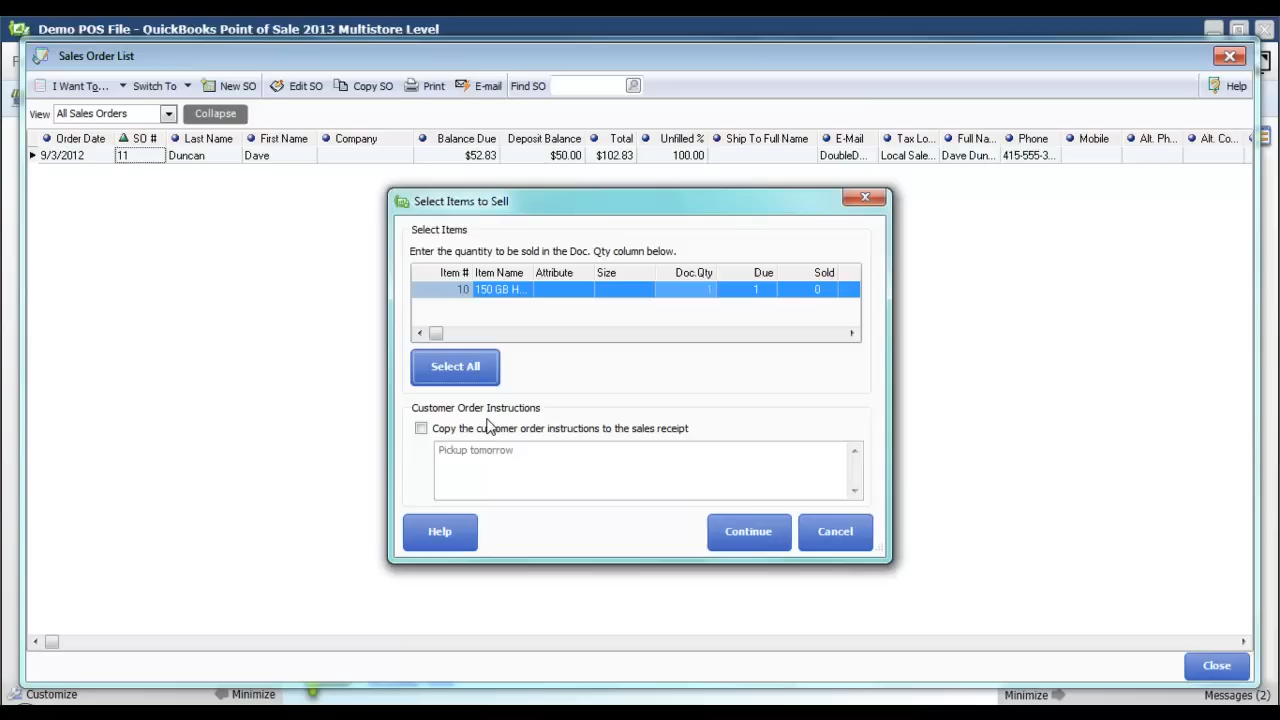 Demo POS File - QuickBooks Point of Sale 2013 Multistore Level
Sales Order List
I Want To... Switch To New SO Edit SO Copy SO Print E-mail Find SO Help
View All Sales Orders Collapse
Order Date SO # Last Name First Name Company Balance Due Deposit Balance Total Unfilled % Ship To Full Name E-Mail Tax Lo... Full Na... Phone Mobile Alt. Ph... Alt. Co...
9/3/2012 11 Duncan Dave $52.83 $50.00 $102.83 100.00 DoubleD... Local Sale... Dave Dun... 415-555-3...
Select Items to Sell
Select Items
Enter the quantity to be sold in the Doc. Qty column below.
Item # Item Name Attribute Size Doc.Qty Due Sold
10 150 GB H... 1 1 0
Select All
Customer Order Instructions
Copy the customer order instructions to the sales receipt
Pickup tomorrow
Help Continue Cancel
Close
Customize Minimize Minimize Messages (2)